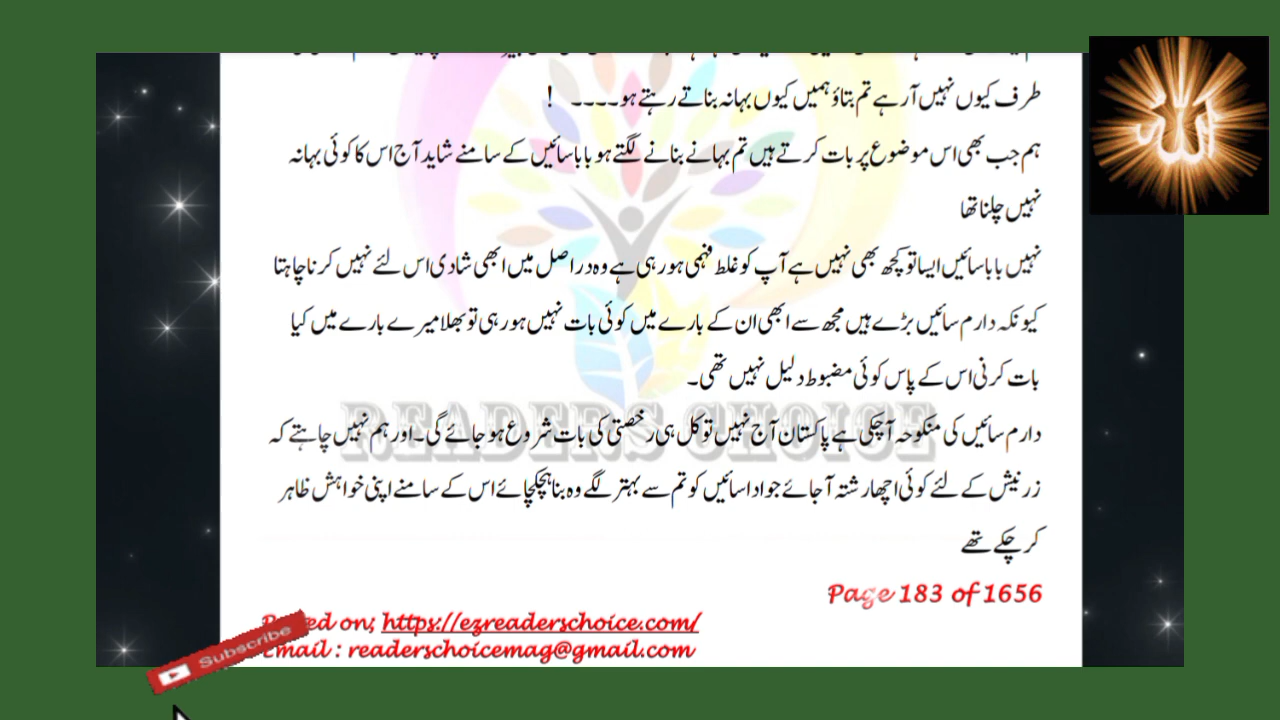 طرف کیوں نہیں آرہے تم بتاؤ ہمیں کیوں بہانہ بناتے رہتے ہو۔۔۔۔ !
ہم جب بھی اس موضوع پر بات کرتے ہیں تم بہانے بنانے لگتے ہو بابا سائیں کے سامنے شاید آج اس کا کوئی بہانہ
نہیں چلنا تھا
نہیں بابا سائیں ایسا تو کچھ بھی نہیں ہے آپ کو غلط فہمی ہو رہی ہے وہ دراصل میں ابھی شادی اس لئے نہیں کرنا چاہتا
کیونکہ دارم سائیں بڑے ہیں مجھ سے ابھی ان کے بارے میں کوئی بات نہیں ہو رہی تو بھلا میرے بارے میں کیا
بات کرنی اس کے پاس کوئی مضبوط دلیل نہیں تھی۔
دارم سائیں کی منکوحہ آچکی ہے پاکستان آج نہیں تو کل ہی رخصتی کی بات شروع ہو جائے گی۔ اور ہم نہیں چاہتے کہ
زرنیش کے لئے کوئی اچھا رشتہ آ جائے جو ادا سائیں کو تم سے بہتر لگے وہ بنا ہچکچائے اس کے سامنے اپنی خواہش ظاہر
کر چکے تھے
READERS CHOICE
Page 183 of 1656
on; https://ezreaderschoice.com/
Email : readerschoicemag@gmail.com
Subscribe
الله